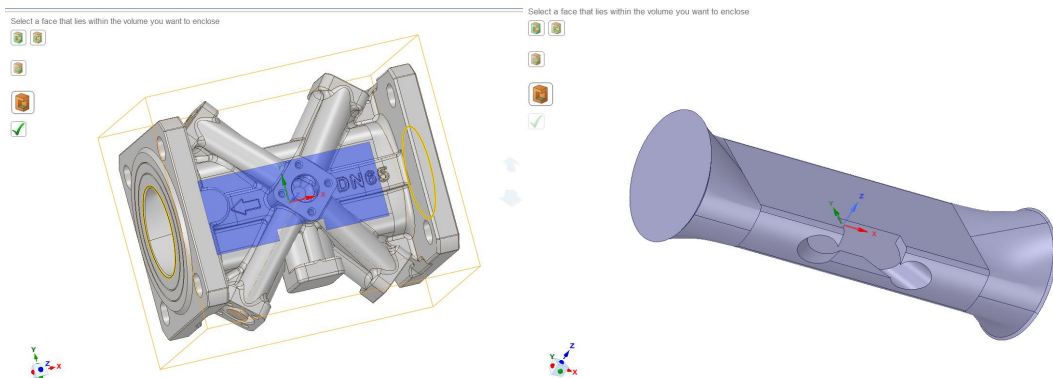 Select a face that lies within the volume you want to enclose
Select a face that lies within the volume you want to enclose
DN65
X
Y
Z
X
Y
Z
X
Y
Z
X